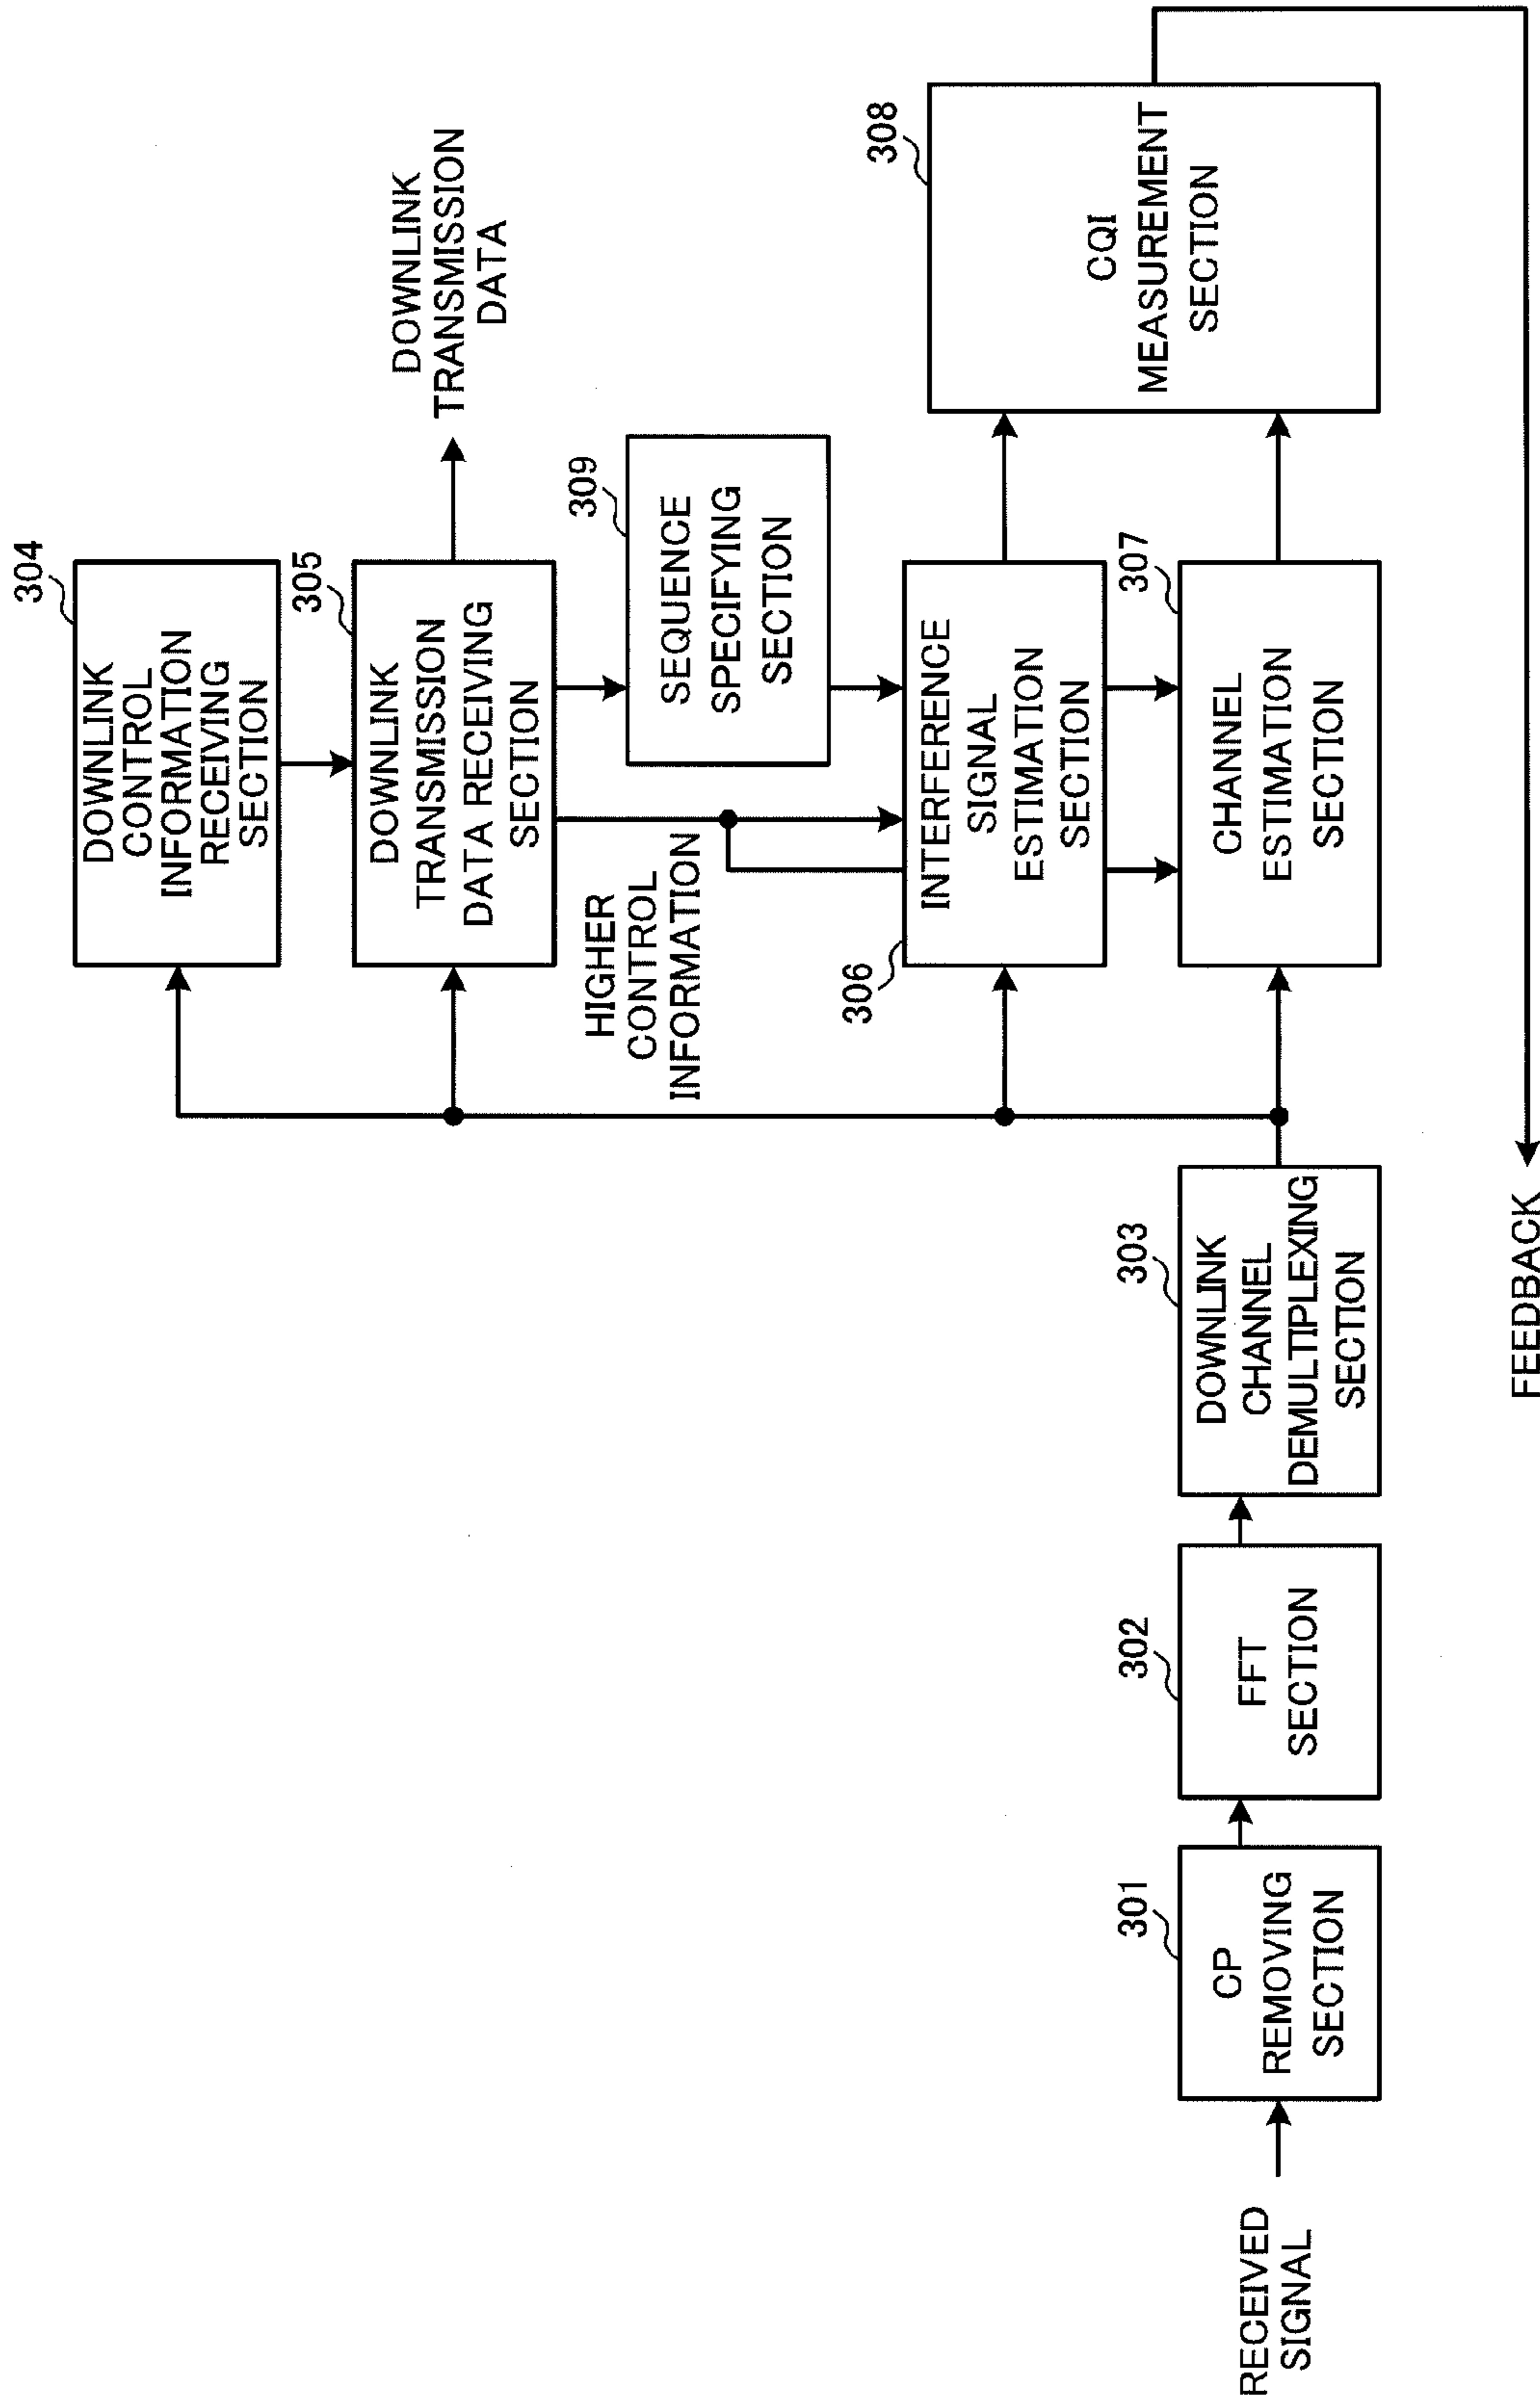 RECEIVED
SIGNAL
301
CP
REMOVING
SECTION
302
FFT
SECTION
303
DOWNLINK
CHANNEL
DEMULTIPLEXING
SECTION
304
DOWNLINK
CONTROL
INFORMATION
RECEIVING
SECTION
305
DOWNLINK
TRANSMISSION
DATA RECEIVING
SECTION
DOWNLINK
TRANSMISSION
DATA
HIGHER
CONTROL
INFORMATION
309
SEQUENCE
SPECIFYING
SECTION
306
INTERFERENCE
SIGNAL
ESTIMATION
SECTION
307
CHANNEL
ESTIMATION
SECTION
308
CQI
MEASUREMENT
SECTION
FEEDBACK